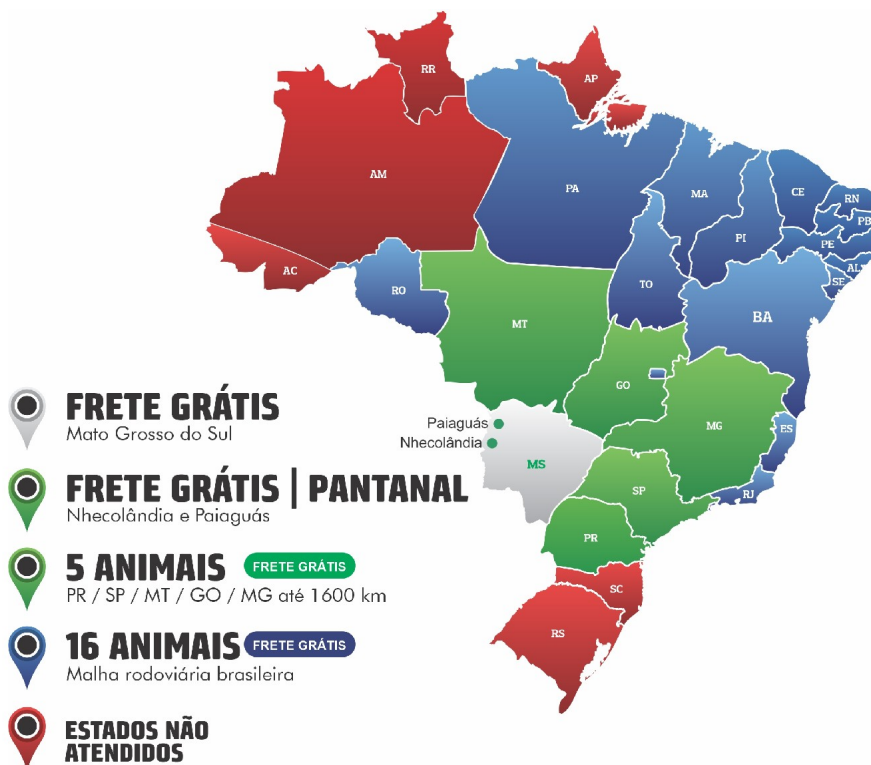 RR
AP
AM
PA
MA
CE
RN
PB
PI
PE
AL
SE
AC
RO
TO
BA
MT
GO
MG
ES
Paiaguás
Nhecolândia
MS
SP
RJ
PR
SC
RS
FRETE GRÁTIS
Mato Grosso do Sul
FRETE GRÁTIS | PANTANAL
Nhecolândia e Paiaguás
5 ANIMAIS FRETE GRÁTIS
PR / SP / MT / GO / MG até 1600 km
16 ANIMAIS FRETE GRÁTIS
Malha rodoviária brasileira
ESTADOS NÃO
ATENDIDOS